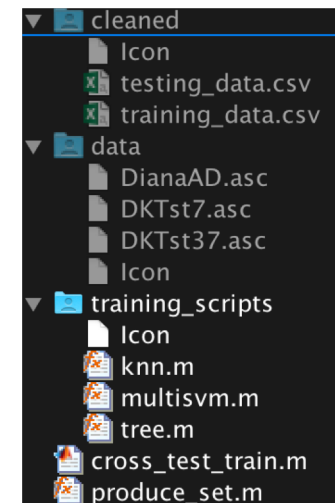 cleaned
Icon
testing_data.csv
training_data.csv
data
DianaAD.asc
DKTst7.asc
DKTst37.asc
Icon
training_scripts
Icon
knn.m
multisvm.m
tree.m
cross_test_train.m
produce_set.m